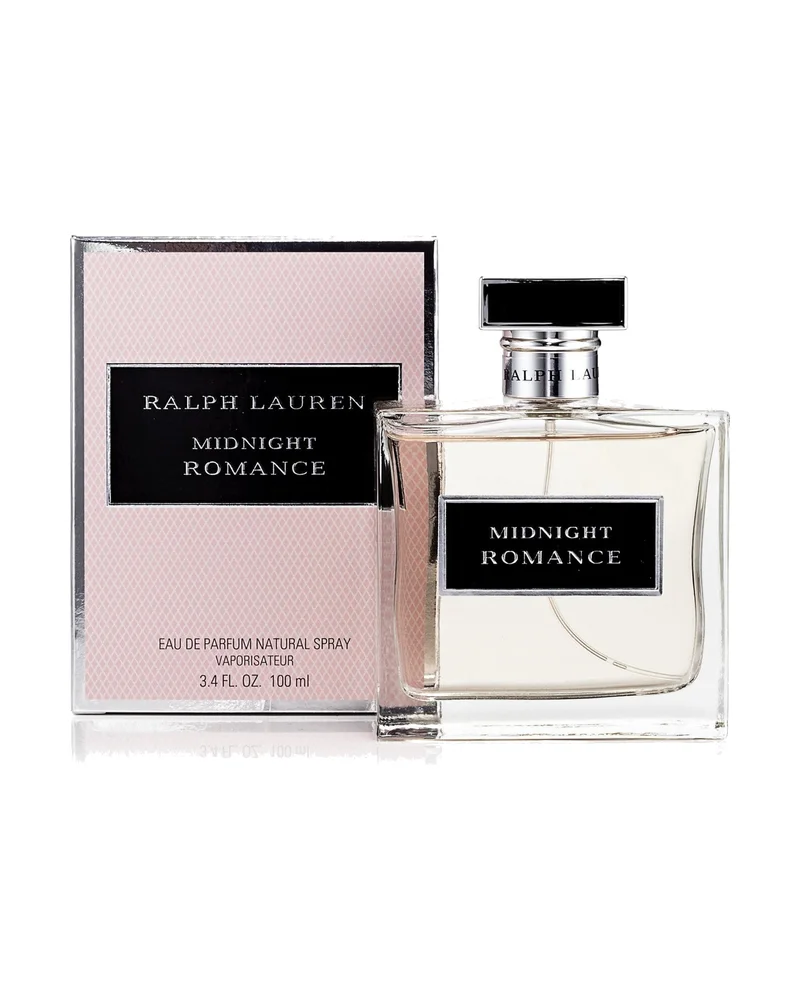 RALPH LAUREN
MIDNIGHT
ROMANCE
EAU DE PARFUM NATURAL SPRAY
VAPORISATEUR
3.4 FL. OZ. 100 ml
RALPH LAU
MIDNIGHT
ROMANCE